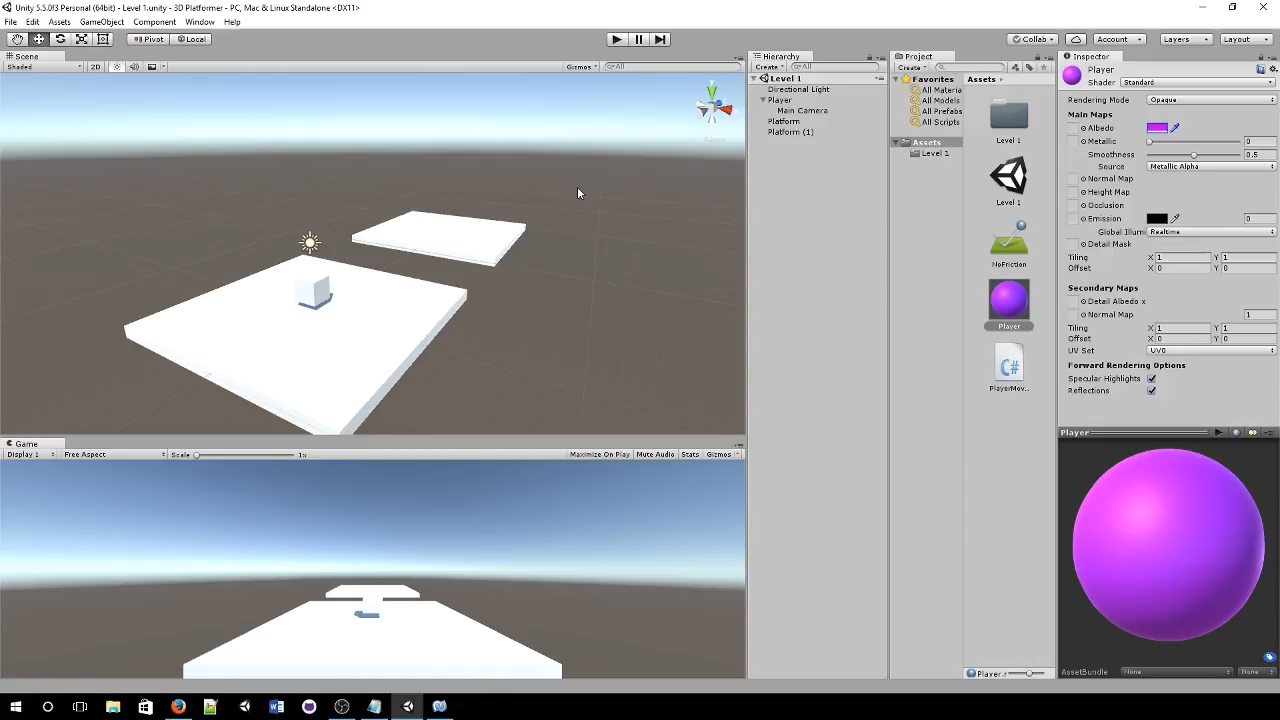 Unity 5.5.0f3 Personal (64bit) - Level 1.unity - 3D Platformer - PC, Mac & Linux Standalone <DX11>
File Edit Assets GameObject Component Window Help
Pivot Local Collab Account Layers Layout
Scene
Shaded 2D Gizmos All
Persp
Game
Display 1 Free Aspect Scale 1x Maximize On Play Mute Audio Stats Gizmos
Hierarchy
Create All
Level 1
Directional Light
Player
Main Camera
Platform
Platform (1)
Project
Create
Favorites
All Materia
All Models
All Prefabs
All Scripts
Assets
Level 1
Assets
Level 1
Level 1
NoFriction
Player
C#
PlayerMov...
Player.
Inspector
Player
Shader Standard
Rendering Mode Opaque
Main Maps
Albedo
Metallic 0
Smoothness 0.5
Source Metallic Alpha
Normal Map
Height Map
Occlusion
Emission 0
Global Illumi Realtime
Detail Mask
Tiling X 1 Y 1
Offset X 0 Y 0
Secondary Maps
Detail Albedo x
Normal Map 1
Tiling X 1 Y 1
Offset X 0 Y 0
UV Set UV0
Forward Rendering Options
Specular Highlights
Reflections
Player
AssetBundle None None